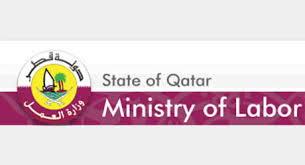 دولة قطر
وزارة العمل
State of Qatar
Ministry of Labor